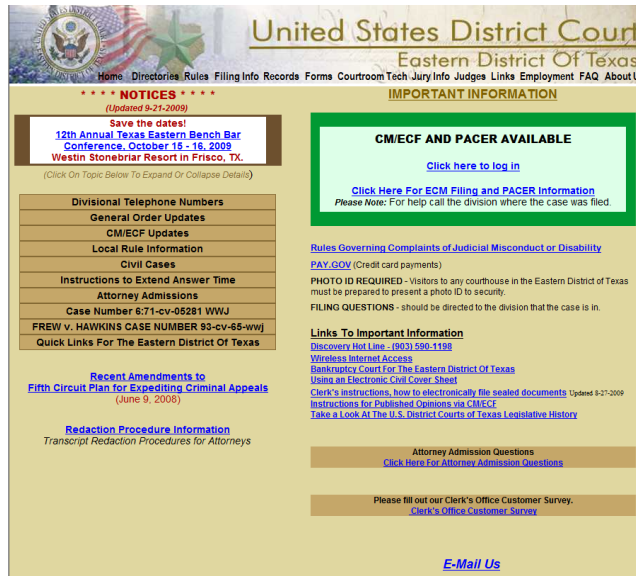 United States District Court
Eastern District Of Texas
Home Directories Rules Filing Info Records Forms Courtroom Tech Jury Info Judges Links Employment FAQ About U
* * * * NOTICES * * * *
(Updated 9-21-2009)
Save the dates!
12th Annual Texas Eastern Bench Bar
Conference, October 15 - 16, 2009
Westin Stonebriar Resort in Frisco, TX.
(Click On Topic Below To Expand Or Collapse Details)
Divisional Telephone Numbers
General Order Updates
CM/ECF Updates
Local Rule Information
Civil Cases
Instructions to Extend Answer Time
Attorney Admissions
Case Number 6:71-cv-05281 WWJ
FREW v. HAWKINS CASE NUMBER 93-cv-65-wwj
Quick Links For The Eastern District Of Texas
Recent Amendments to
Fifth Circuit Plan for Expediting Criminal Appeals
(June 9, 2008)
Redaction Procedure Information
Transcript Redaction Procedures for Attorneys
IMPORTANT INFORMATION
CM/ECF AND PACER AVAILABLE
Click here to log in
Click Here For ECM Filing and PACER Information
Please Note: For help call the division where the case was filed.
Rules Governing Complaints of Judicial Misconduct or Disability
PAY.GOV (Credit card payments)
PHOTO ID REQUIRED - Visitors to any courthouse in the Eastern District of Texas
must be prepared to present a photo ID to security.
FILING QUESTIONS - should be directed to the division that the case is in.
Links To Important Information
Discovery Hot Line - (903) 590-1198
Wireless Internet Access
Bankruptcy Court For The Eastern District Of Texas
Using an Electronic Civil Cover Sheet
Clerk's instructions, how to electronically file sealed documents Updated 8-27-2009
Instructions for Published Opinions via CM/ECF
Take a Look At The U.S. District Courts of Texas Legislative History
Attorney Admission Questions
Click Here For Attorney Admission Questions
Please fill out our Clerk's Office Customer Survey.
Clerk's Office Customer Survey
E-Mail Us